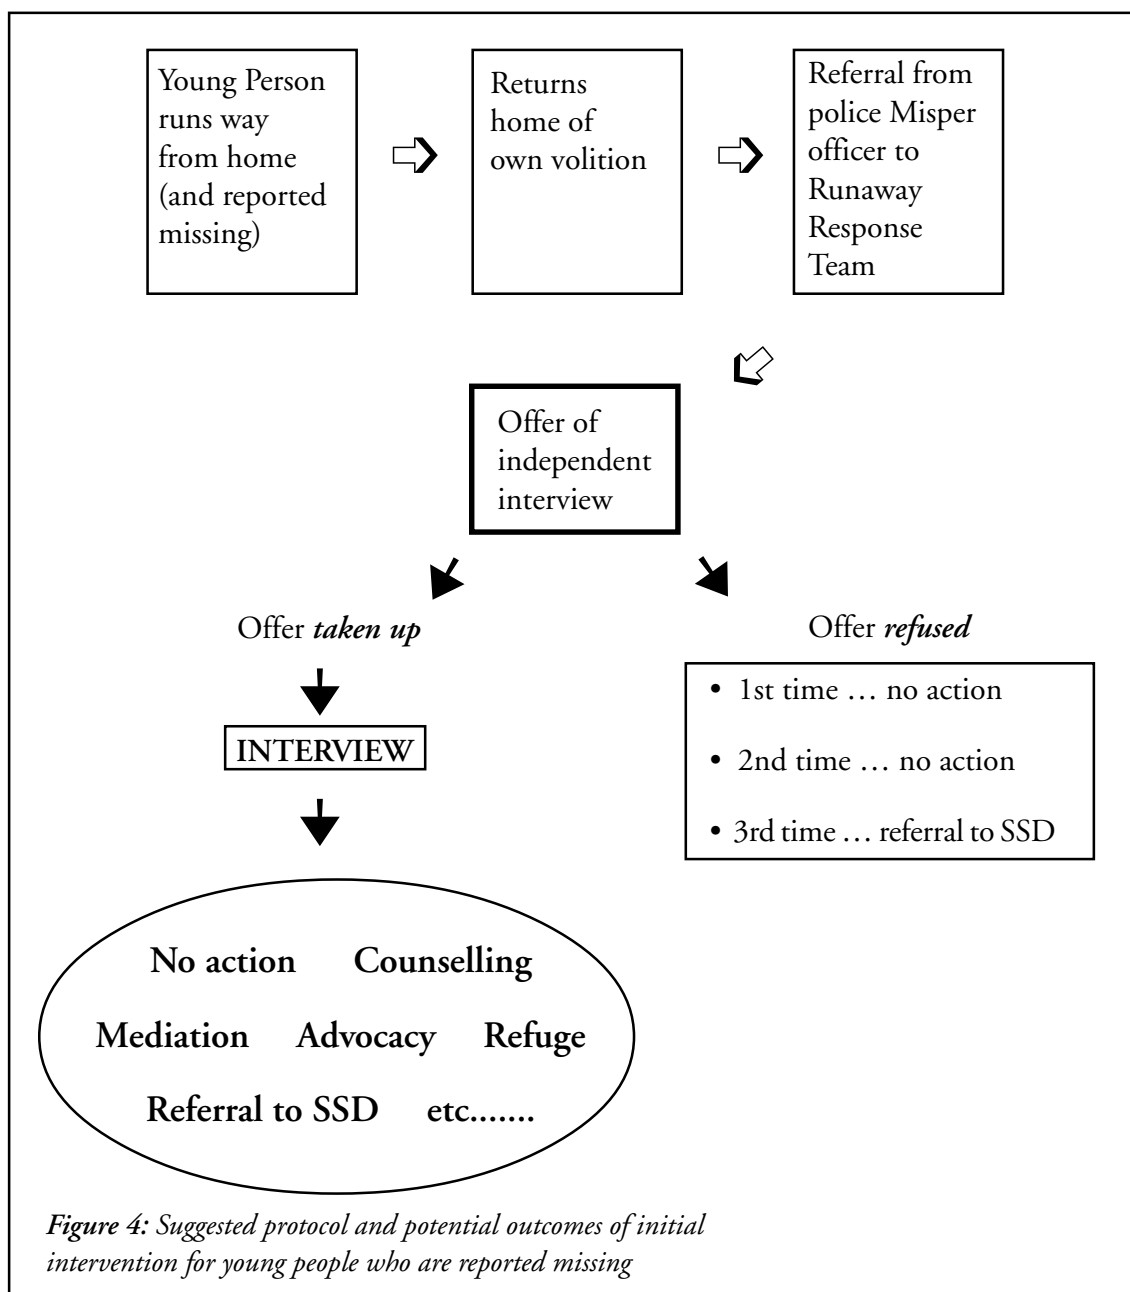 Young Person
runs way
from home
(and reported
missing)
Returns
home of
own volition
Referral from
police Misper
officer to
Runaway
Response
Team
Offer of
independent
interview
Offer taken up
INTERVIEW
No action Counselling
Mediation Advocacy Refuge
Referral to SSD etc.......
Offer refused
• 1st time … no action
• 2nd time … no action
• 3rd time … referral to SSD
Figure 4: Suggested protocol and potential outcomes of initial
intervention for young people who are reported missing